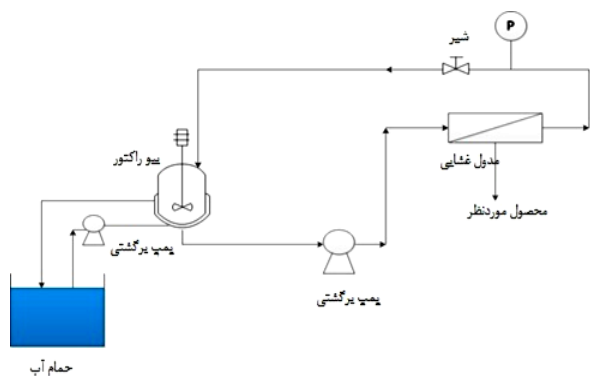 P
شیر
مدول غشایی
محصول موردنظر
بیو راکتور
پمپ برگشتی
پمپ برگشتی
حمام آب